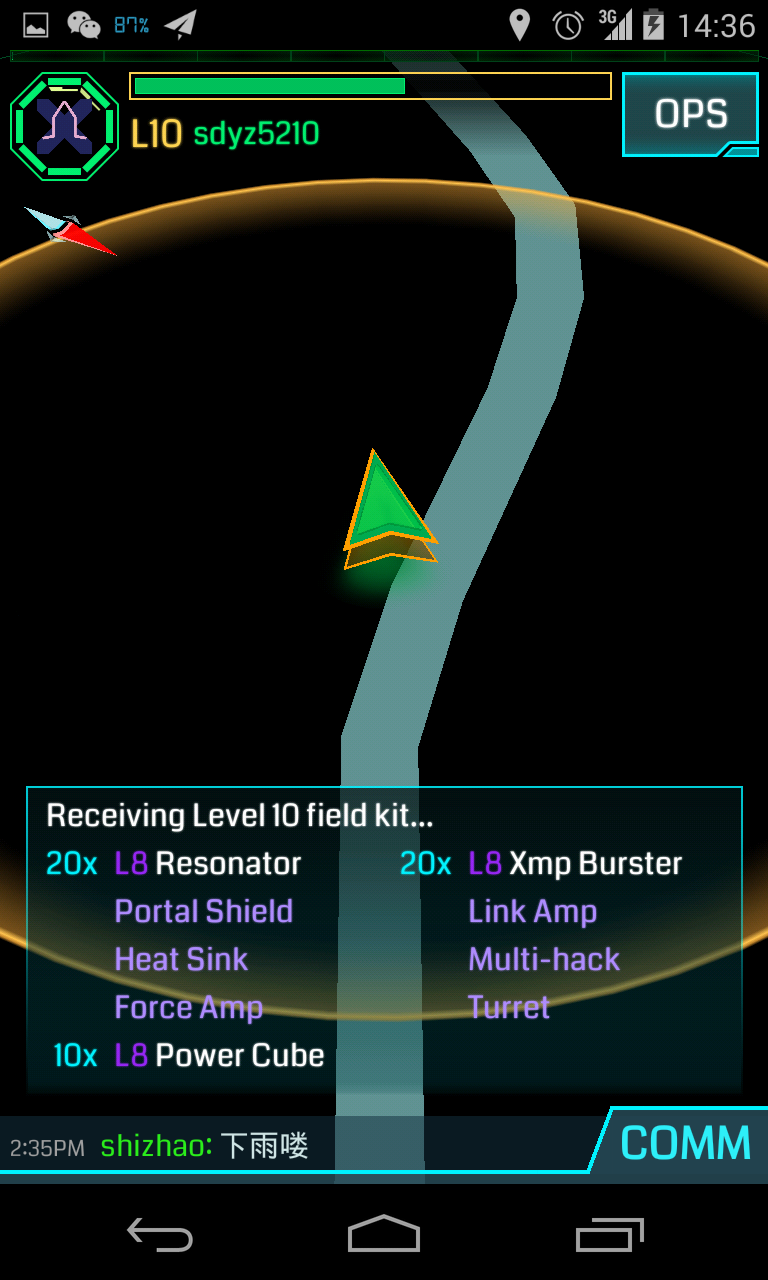 87% 3G 14:36
L10 sdyz5210
OPS
Receiving Level 10 field kit...
20x L8 Resonator 20x L8 Xmp Burster
Portal Shield Link Amp
Heat Sink Multi-hack
Force Amp Turret
10x L8 Power Cube
2:35PM shizhao: 下雨喽
COMM